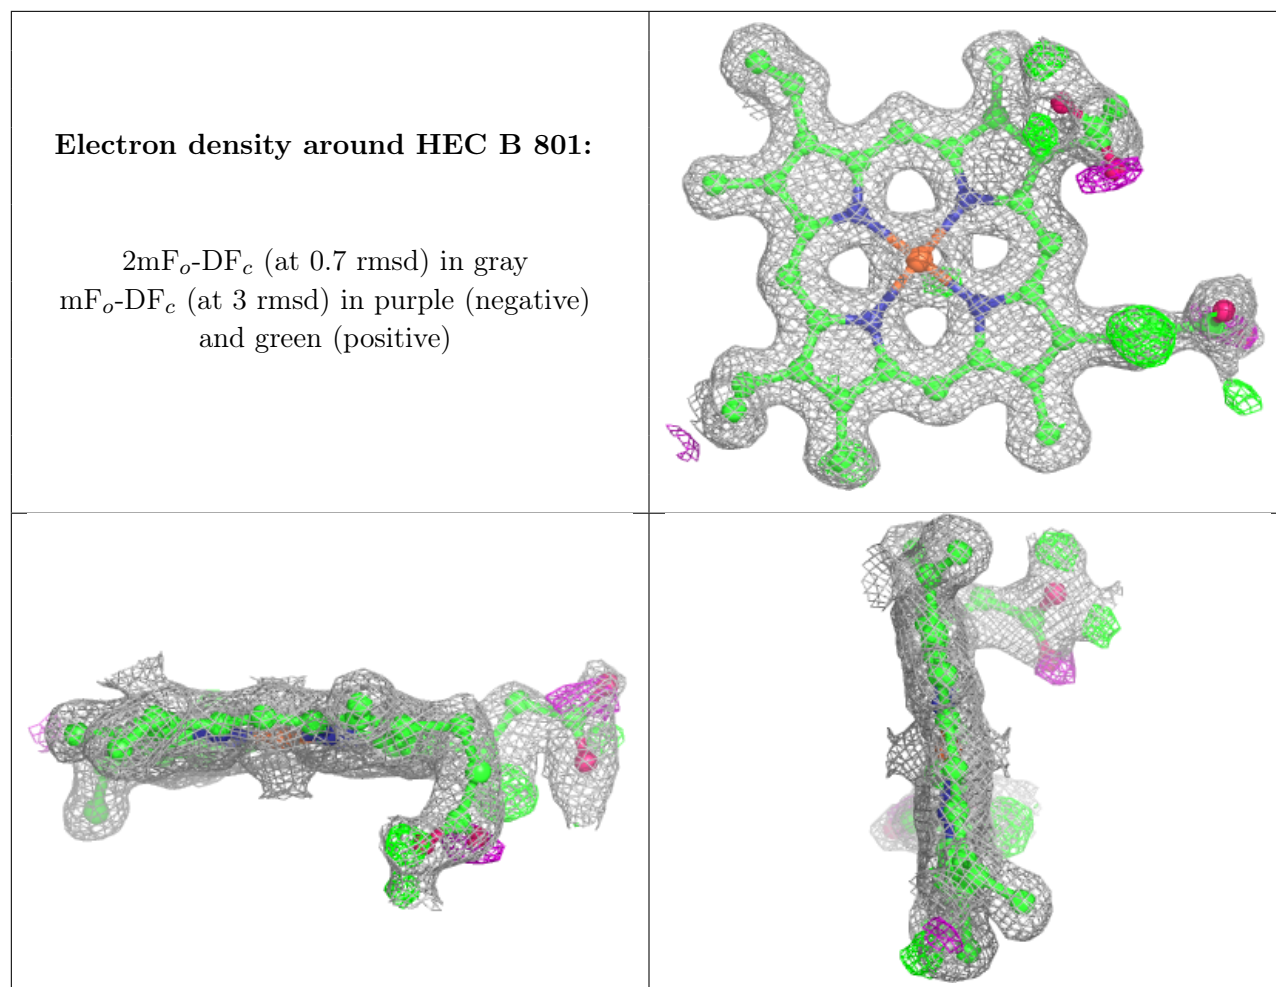 Electron density around HEC B 801:
2mFo-DFc (at 0.7 rmsd) in gray
mFo-DFc (at 3 rmsd) in purple (negative)
and green (positive)